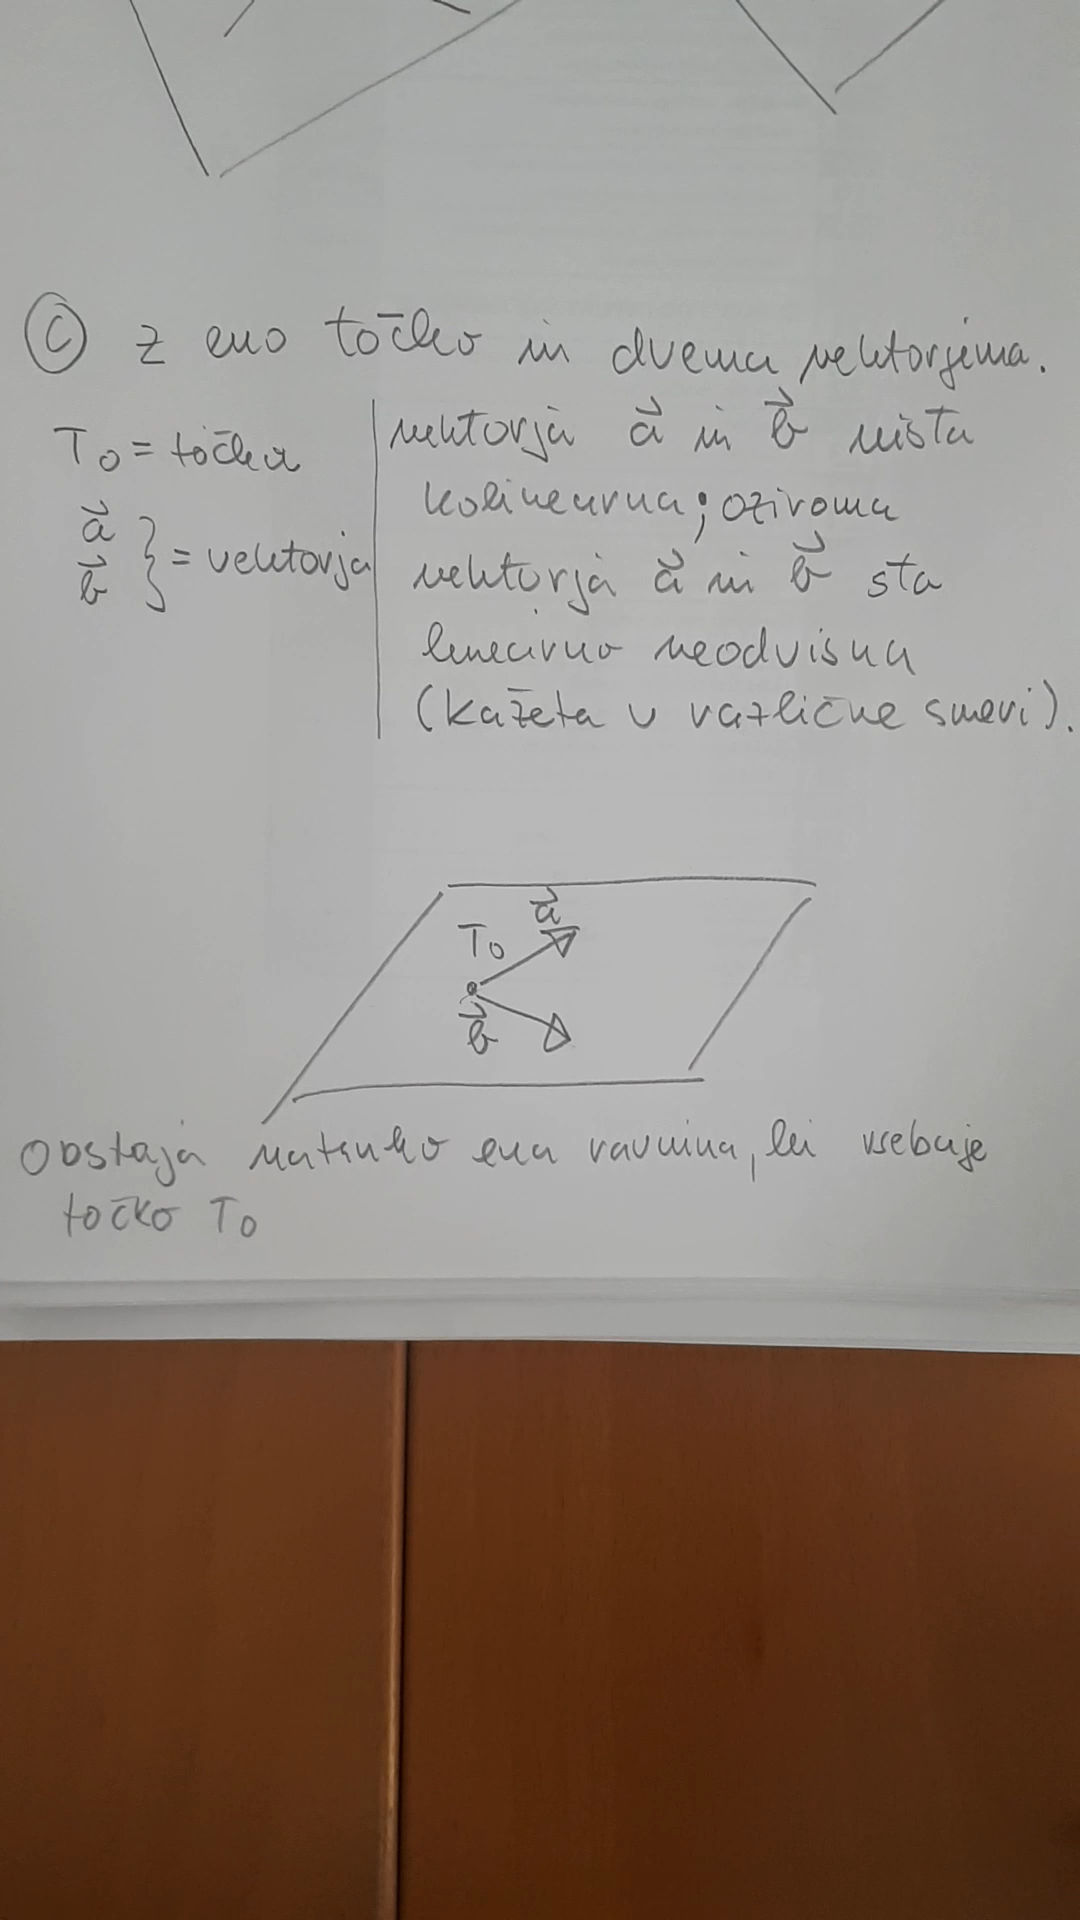 Ⓒ z eno točko in dvema vektorjema.
T₀ = točka
a⃗
b⃗ } = vektorja
vektorja a⃗ in b⃗ nista
kolinearna; oziroma
vektorja a⃗ in b⃗ sta
linearno neodvisna
(kažeta v različne smeri).
a⃗
T₀
b⃗
Obstaja natanko ena ravnina, ki vsebuje
točko T₀